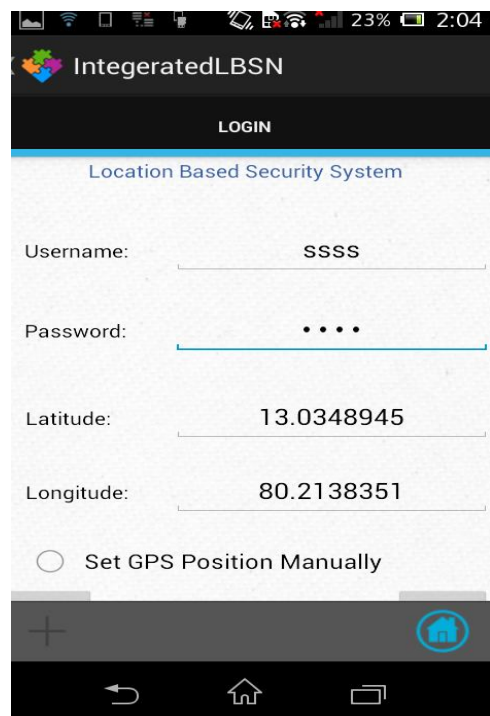 23% 2:04
IntegeratedLBSN
LOGIN
Location Based Security System
Username: ssss
Password: ••••
Latitude: 13.0348945
Longitude: 80.2138351
Set GPS Position Manually